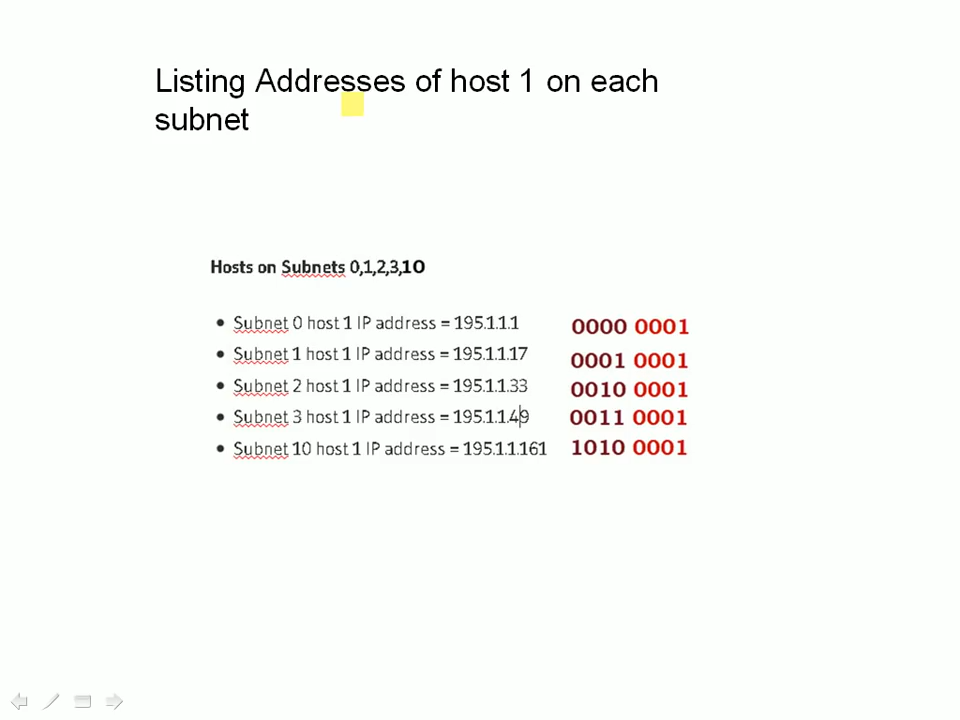 Listing Addresses of host 1 on each
subnet
Hosts on Subnets 0,1,2,3,10
• Subnet 0 host 1 IP address = 195.1.1.1 0000 0001
• Subnet 1 host 1 IP address = 195.1.1.17 0001 0001
• Subnet 2 host 1 IP address = 195.1.1.33 0010 0001
• Subnet 3 host 1 IP address = 195.1.1.49 0011 0001
• Subnet 10 host 1 IP address = 195.1.1.161 1010 0001